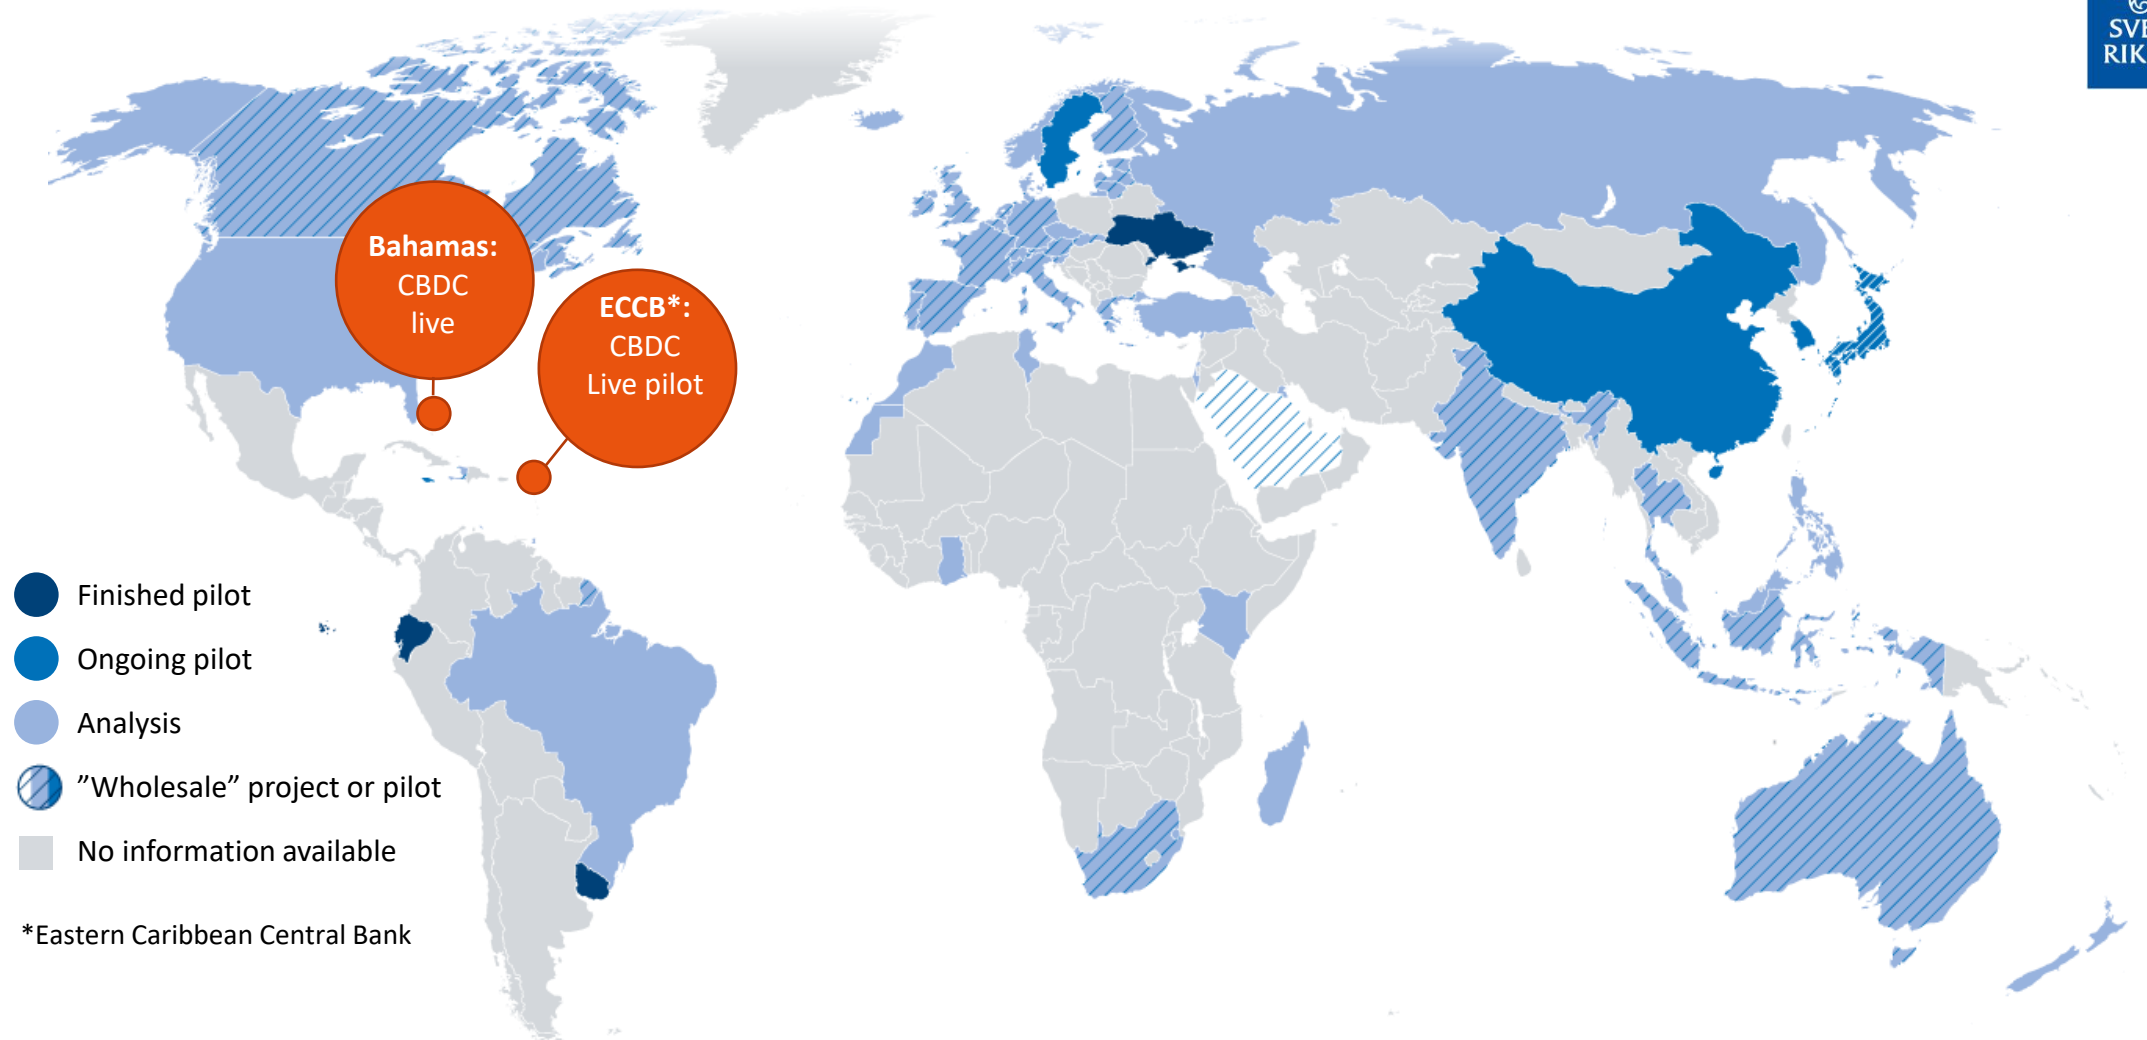 Bahamas:
CBDC
live
ECCB*:
CBDC
Live pilot
Finished pilot
Ongoing pilot
Analysis
”Wholesale” project or pilot
No information available
*Eastern Caribbean Central Bank